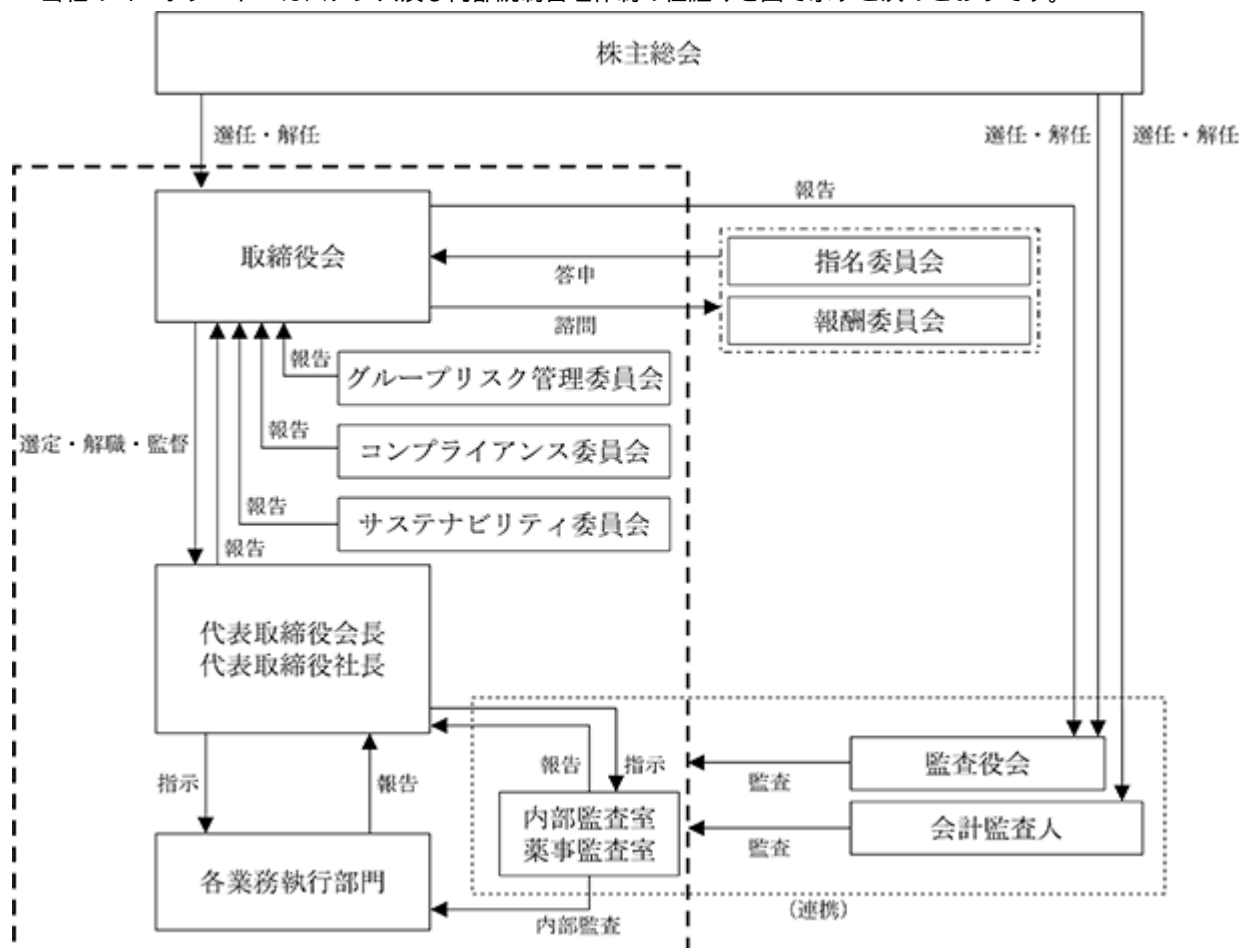 株主総会
選任・解任
選任・解任
選任・解任
報告
取締役会
答申
諮問
指名委員会
報酬委員会
報告
グループリスク管理委員会
報告
コンプライアンス委員会
選定・解職・監督
報告
サステナビリティ委員会
報告
代表取締役会長
代表取締役社長
指示
報告
報告
指示
監査
監査役会
内部監査室
薬事監査室
監査
会計監査人
各業務執行部門
内部監査
(連携)